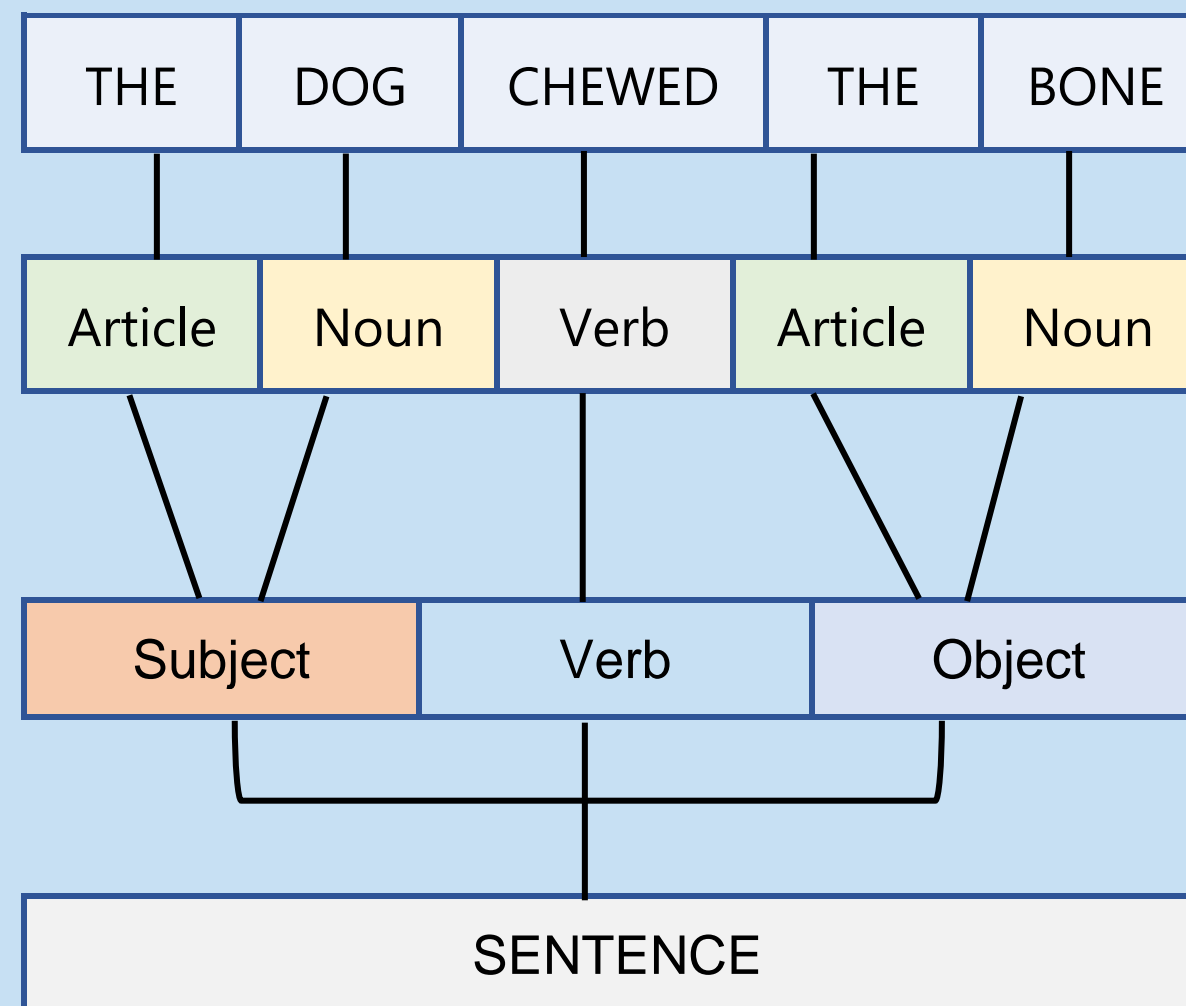 THE DOG CHEWED THE BONE
Article Noun Verb Article Noun
Subject Verb Object
SENTENCE